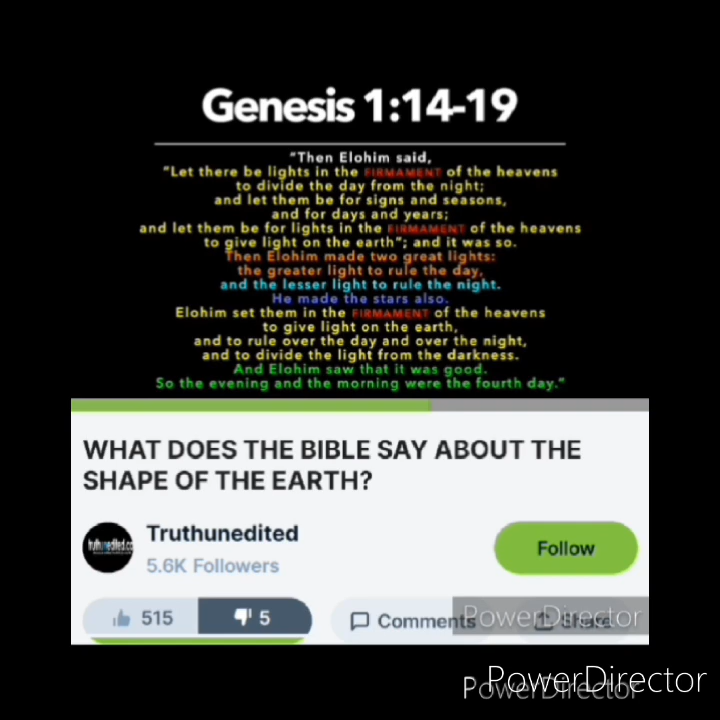 Genesis 1:14-19
"Then Elohim said,
"Let there be lights in the FIRMAMENT of the heavens
to divide the day from the night;
and let them be for signs and seasons,
and for days and years;
and let them be for lights in the FIRMAMENT of the heavens
to give light on the earth"; and it was so.
Then Elohim made two great lights:
the greater light to rule the day,
and the lesser light to rule the night.
He made the stars also.
Elohim set them in the FIRMAMENT of the heavens
to give light on the earth,
and to rule over the day and over the night,
and to divide the light from the darkness.
And Elohim saw that it was good.
So the evening and the morning were the fourth day."
WHAT DOES THE BIBLE SAY ABOUT THE
SHAPE OF THE EARTH?
truthunedited.co
Truthunedited
5.6K Followers
Follow
515
5
Comments
Share
PowerDirector
PowerDirector
PowerDirector